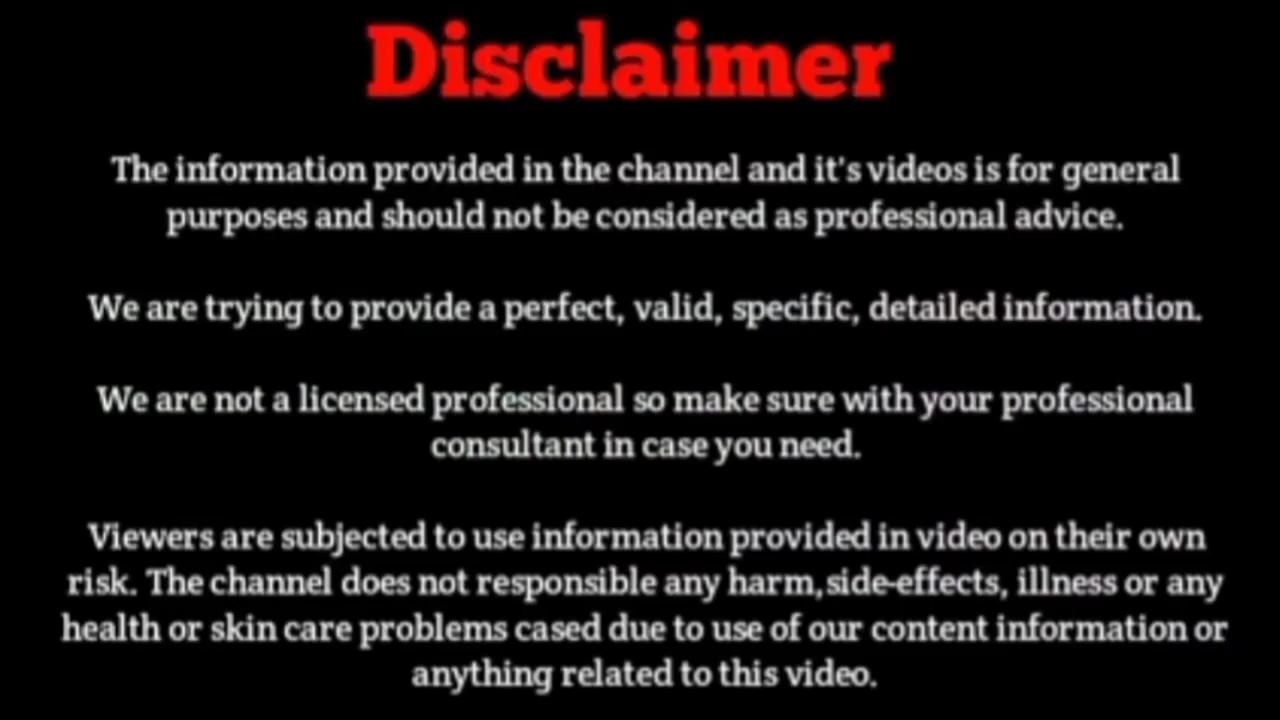 Disclaimer
The information provided in the channel and it's videos is for general
purposes and should not be considered as professional advice.
We are trying to provide a perfect, valid, specific, detailed information.
We are not a licensed professional so make sure with your professional
consultant in case you need.
Viewers are subjected to use information provided in video on their own
risk. The channel does not responsible any harm,side-effects, illness or any
health or skin care problems cased due to use of our content information or
anything related to this video.